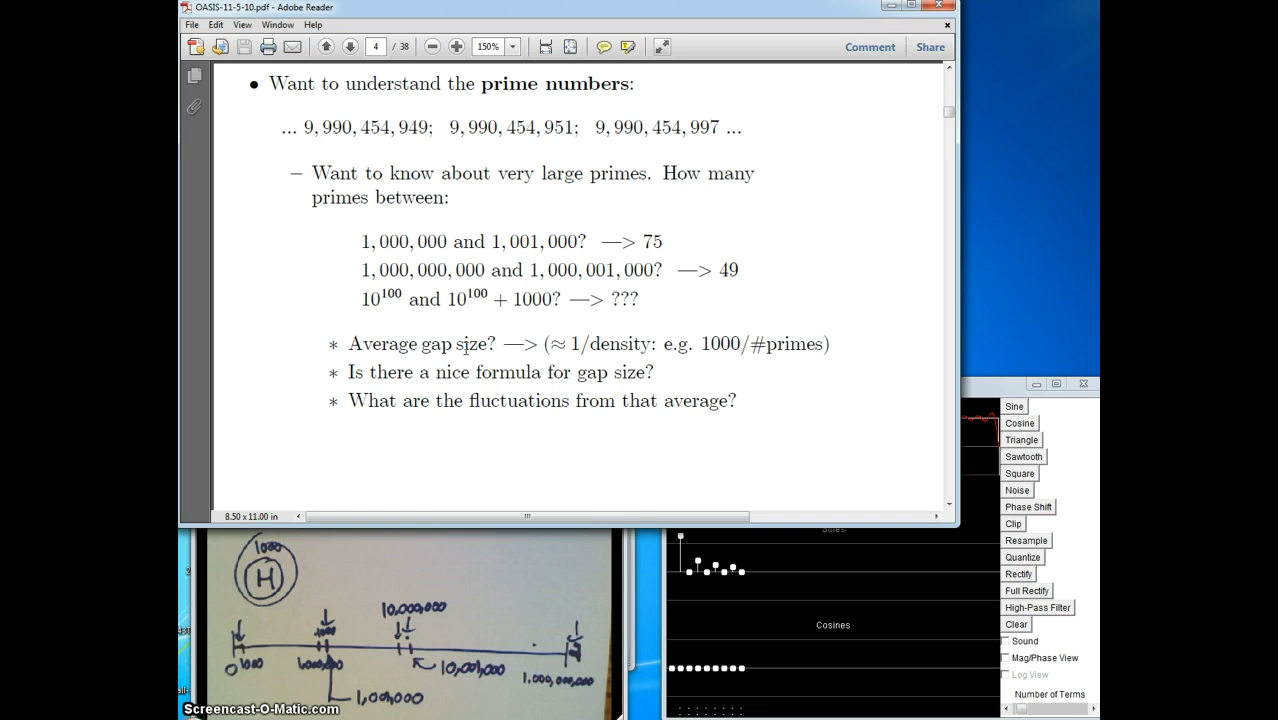 OASIS-11-5-10.pdf - Adobe Reader
File Edit View Window Help
4 / 38 150% Comment Share
• Want to understand the prime numbers:
... 9,990,454,949; 9,990,454,951; 9,990,454,997 ...
– Want to know about very large primes. How many
primes between:
1,000,000 and 1,001,000? —> 75
1,000,000,000 and 1,000,001,000? —> 49
10^100 and 10^100 + 1000? —> ???
* Average gap size? —> (≈ 1/density: e.g. 1000/#primes)
* Is there a nice formula for gap size?
* What are the fluctuations from that average?
8.50 x 11.00 in
Sine
Cosine
Triangle
Sawtooth
Square
Noise
Phase Shift
Clip
Resample
Quantize
Rectify
Full Rectify
High-Pass Filter
Clear
Sound
Mag/Phase View
Log View
Number of Terms
Sines
Cosines
1000
H
10,000,000
0 1000
10,001,000
1,000,000,000
1,001,000
Screencast-O-Matic.com